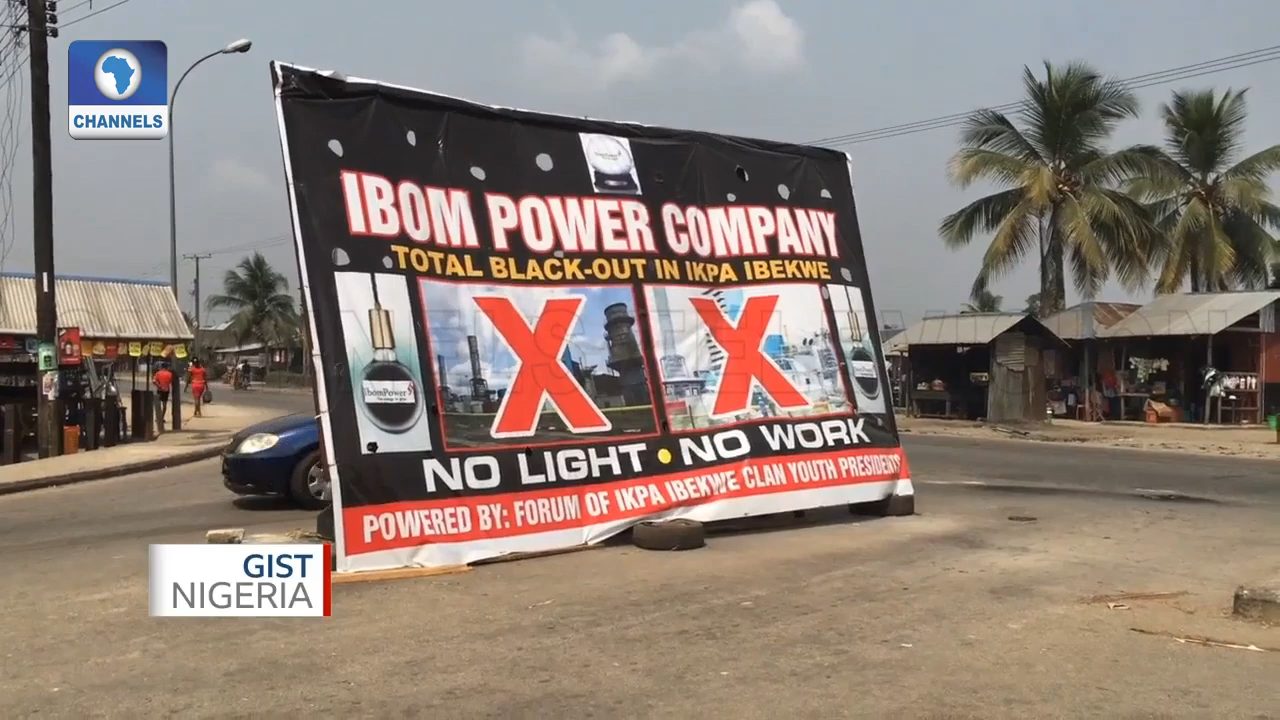 CHANNELS
IBOM POWER COMPANY
TOTAL BLACK-OUT IN IKPA IBEKWE
IbomPower
NO LIGHT • NO WORK
POWERED BY: FORUM OF IKPA IBEKWE CLAN YOUTH PRESIDENTS
GIST
NIGERIA